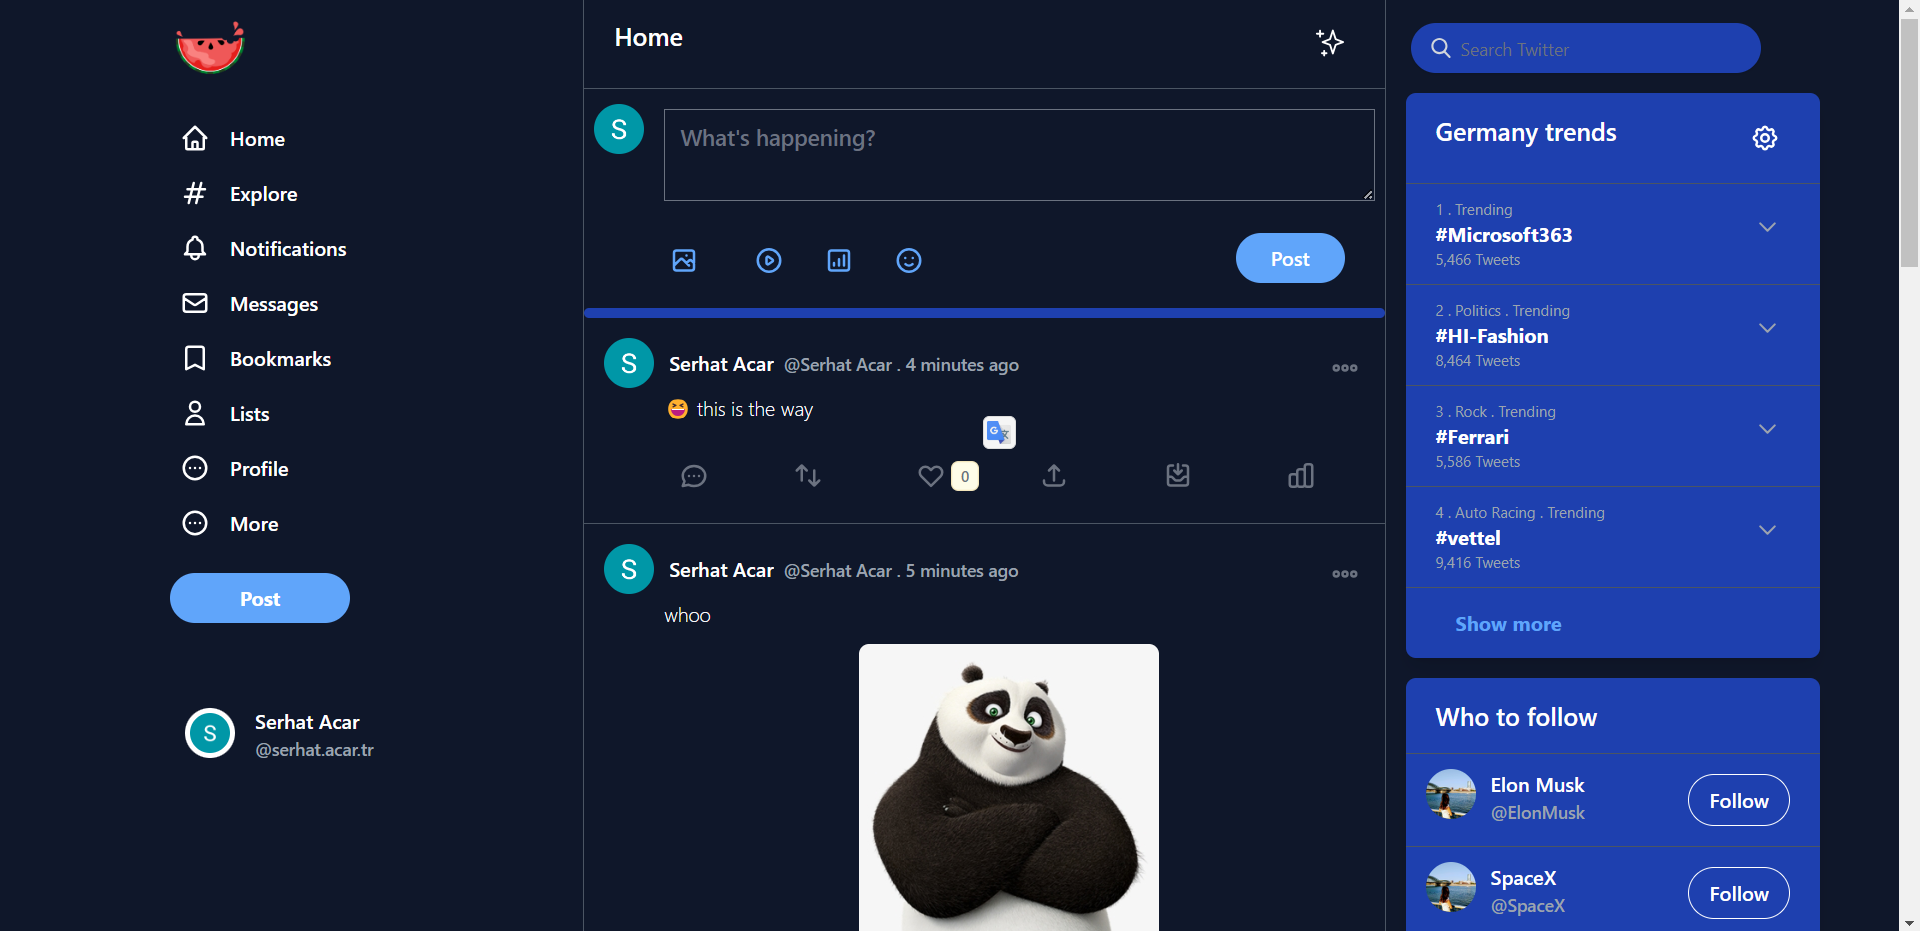 Home
Explore
Notifications
Messages
Bookmarks
Lists
Profile
More
Post
S
Serhat Acar
@serhat.acar.tr
Home
S
What's happening?
Post
S
Serhat Acar @Serhat Acar . 4 minutes ago
😆 this is the way
G
0
S
Serhat Acar @Serhat Acar . 5 minutes ago
whoo
Search Twitter
Germany trends
1 . Trending
#Microsoft363
5,466 Tweets
2 . Politics . Trending
#HI-Fashion
8,464 Tweets
3 . Rock . Trending
#Ferrari
5,586 Tweets
4 . Auto Racing . Trending
#vettel
9,416 Tweets
Show more
Who to follow
Elon Musk
@ElonMusk
Follow
SpaceX
@SpaceX
Follow